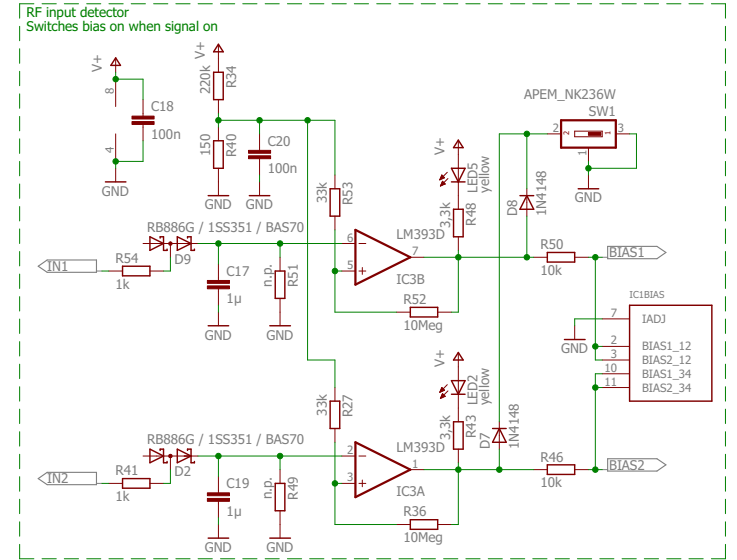 RF input detector
Switches bias on when signal on
V+
8
4
C18
100n
GND
V+
220k
R34
150
R40
C20
100n
GND
GND
APEM_NK236W
SW1
2
2
1
3
1
GND
V+
LED5
yellow
3,3k
R48
D8
1N4148
33k
R53
RB886G / 1SS351 / BAS70
D9
IN1
R54
1k
C17
1µ
GND
n.p.
R51
GND
6
5
7
LM393D
IC3B
R52
10Meg
R50
10k
BIAS1
IC1BIAS
7
IADJ
GND
2
BIAS1_12
3
BIAS2_12
10
BIAS1_34
11
BIAS2_34
V+
LED2
yellow
3,3k
R43
D7
1N4148
33k
R27
RB886G / 1SS351 / BAS70
D2
IN2
R41
1k
C19
1µ
GND
n.p.
R49
GND
2
3
1
LM393D
IC3A
R36
10Meg
R46
10k
BIAS2